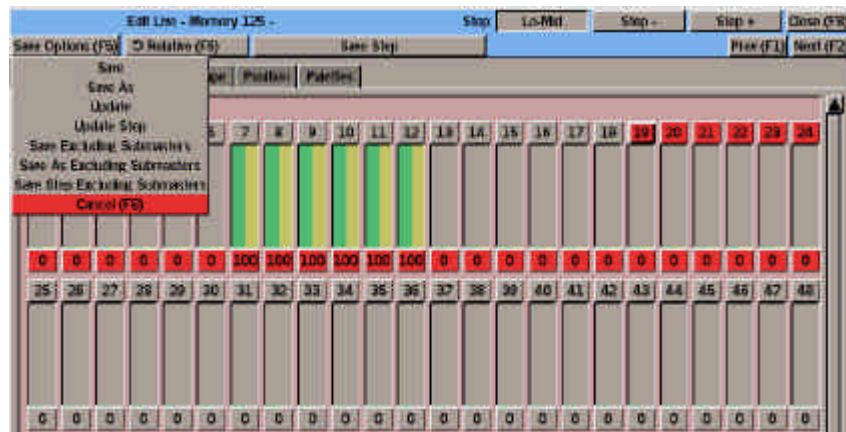 Edit Live - Memory 125 - Step Lo-Mid Step - Step + Close (F8)
Save Options (F5) Relative (F6) Save Step Prev (F1) Next (F2)
Save
Save As
Update
Update Step
Save Excluding Submasters
Save As Excluding Submasters
Save Step Excluding Submasters
Cancel (F8)
Position Palettes
7 8 9 10 11 12 13 14 15 16 17 18 19 20 21 22 23 24
0 0 0 0 0 0 100 100 100 100 100 100 0 0 0 0 0 0 0 0 0 0 0 0
25 26 27 28 29 30 31 32 33 34 35 36 37 38 39 40 41 42 43 44 45 46 47 48
0 0 0 0 0 0 0 0 0 0 0 0 0 0 0 0 0 0 0 0 0 0 0 0